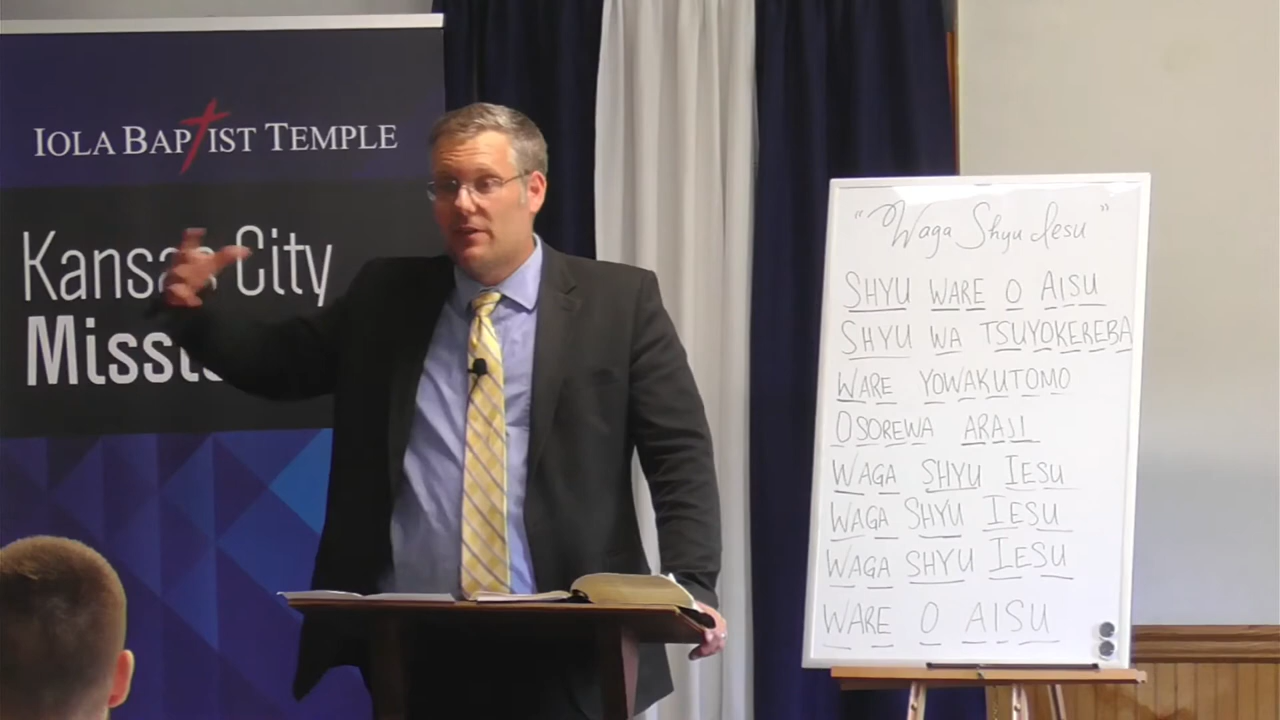 IOLA BAPTIST TEMPLE
Kansas City
Missi
"Waga Shyu Iesu"
SHYU WARE O AISU
SHYU WA TSUYOKEREBA
WARE YOWAKUTOMO
OSOREWA ARAJI
WAGA SHYU IESU
WAGA SHYU IESU
WAGA SHYU IESU
WARE O AISU